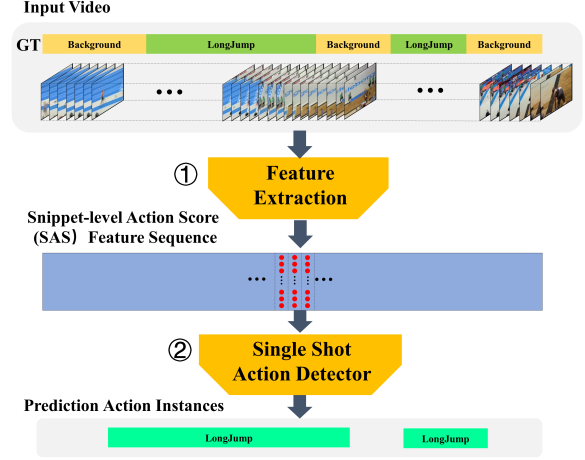 Input Video
GT Background LongJump Background LongJump Background
••• •••
① Feature
Extraction
Snippet-level Action Score
(SAS) Feature Sequence
••• •••
② Single Shot
Action Detector
Prediction Action Instances
LongJump LongJump